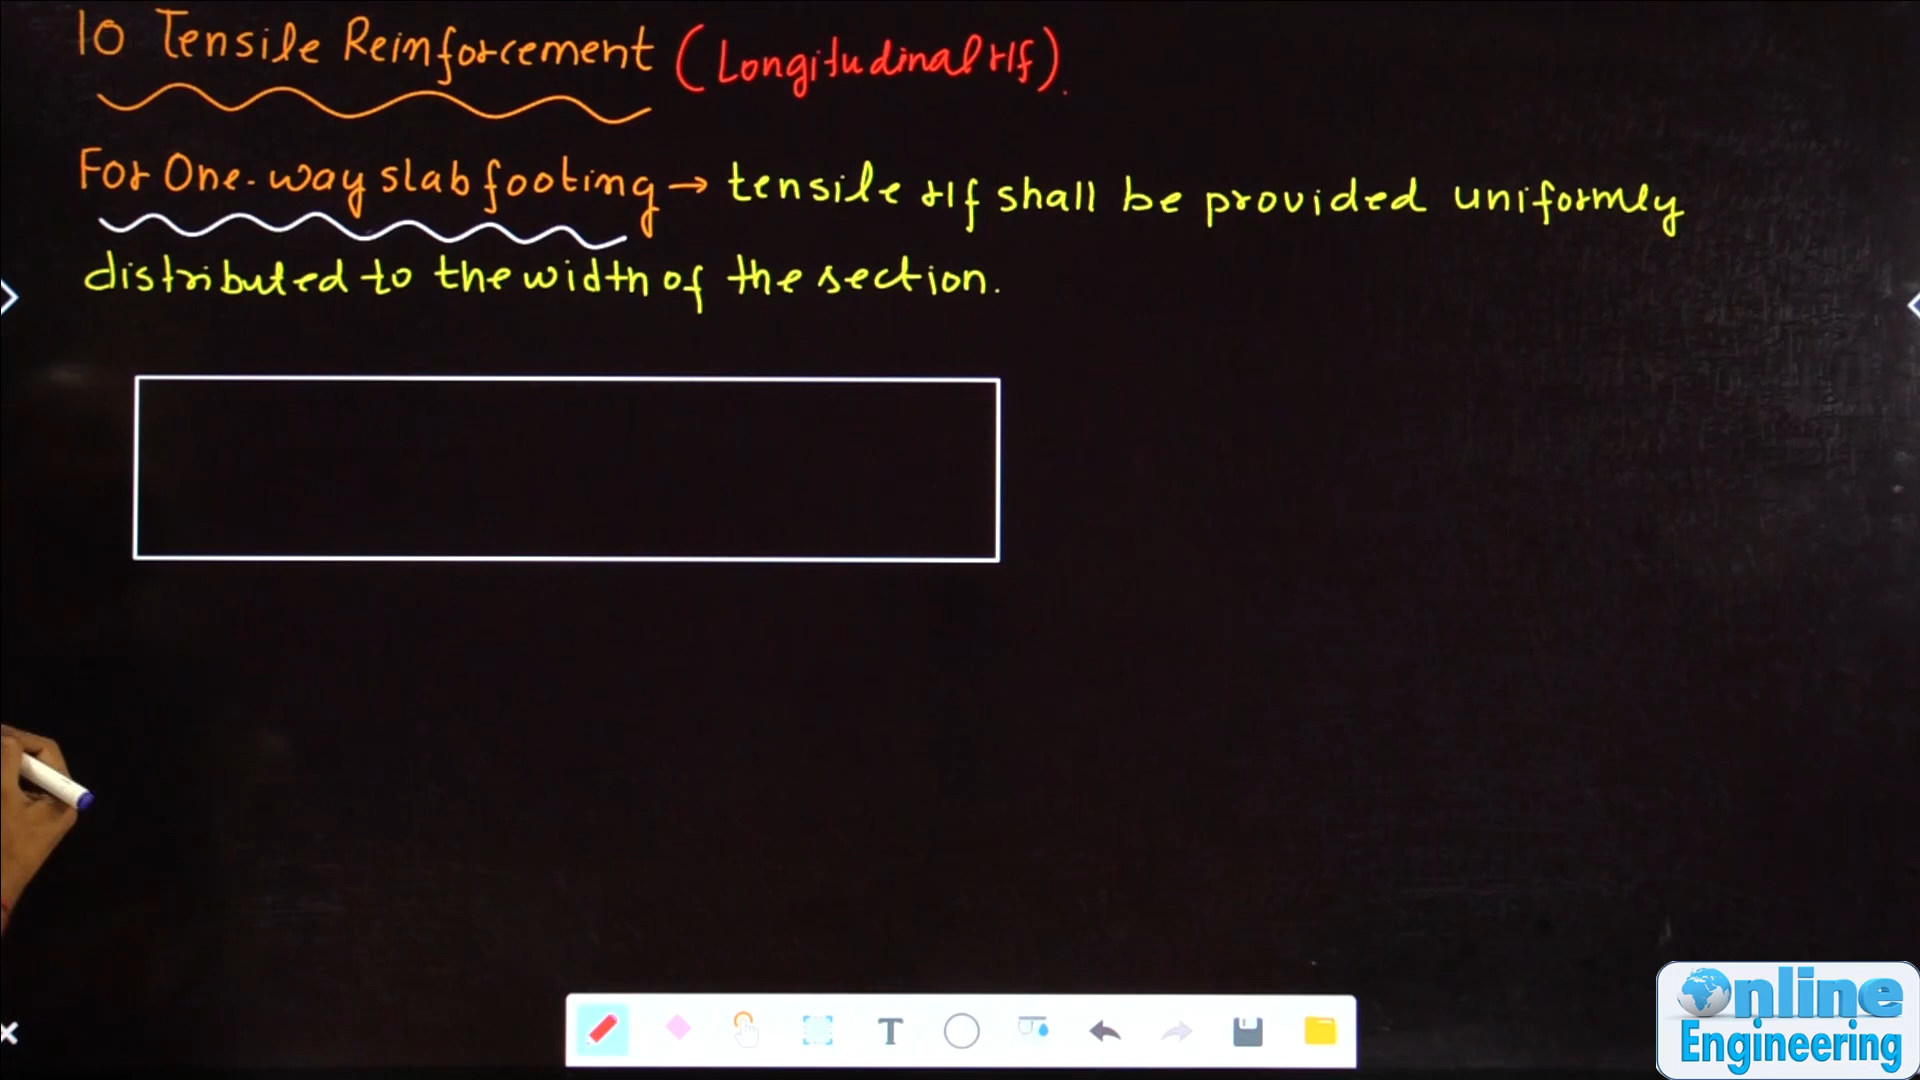 10 Tensile Reinforcement (Longitudinal r/f).
For One-way slab footing → tensile r/f shall be provided uniformly
distributed to the width of the section.
T
Online
Engineering